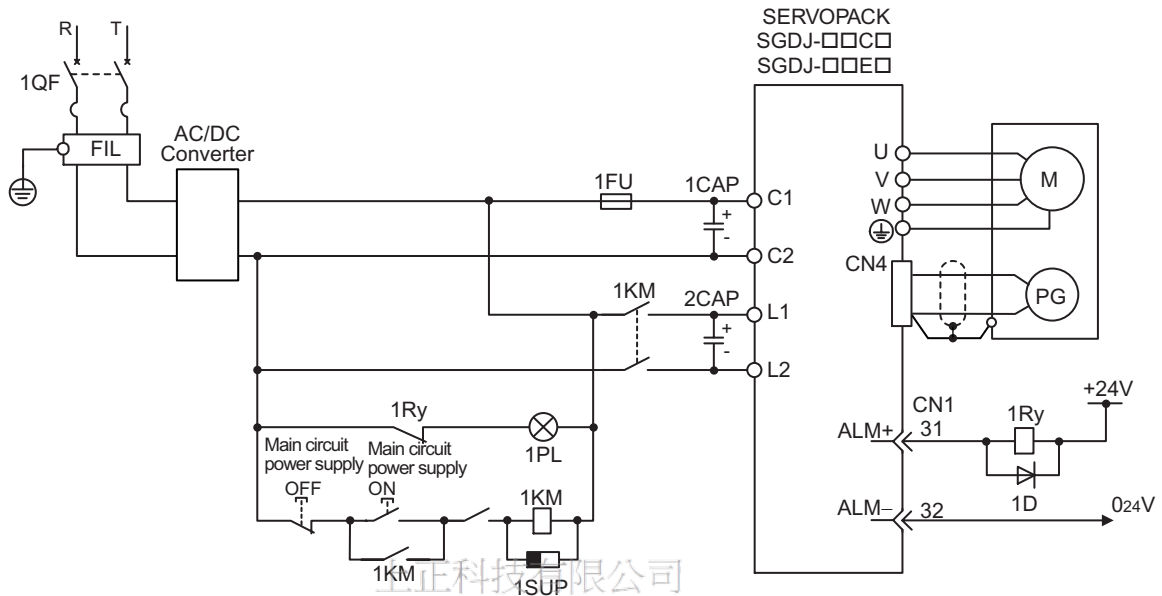 SERVOPACK
SGDJ-□□C□
SGDJ-□□E□
R
T
1QF
FIL
AC/DC
Converter
1FU
1CAP
+
-
C1
C2
1KM
2CAP
+
-
L1
L2
U
V
W
M
CN4
PG
1Ry
1PL
Main circuit
power supply
OFF
Main circuit
power supply
ON
1KM
1KM
1SUP
CN1
ALM+
31
1Ry
+24V
1D
ALM−
32
024V
上正科技有限公司